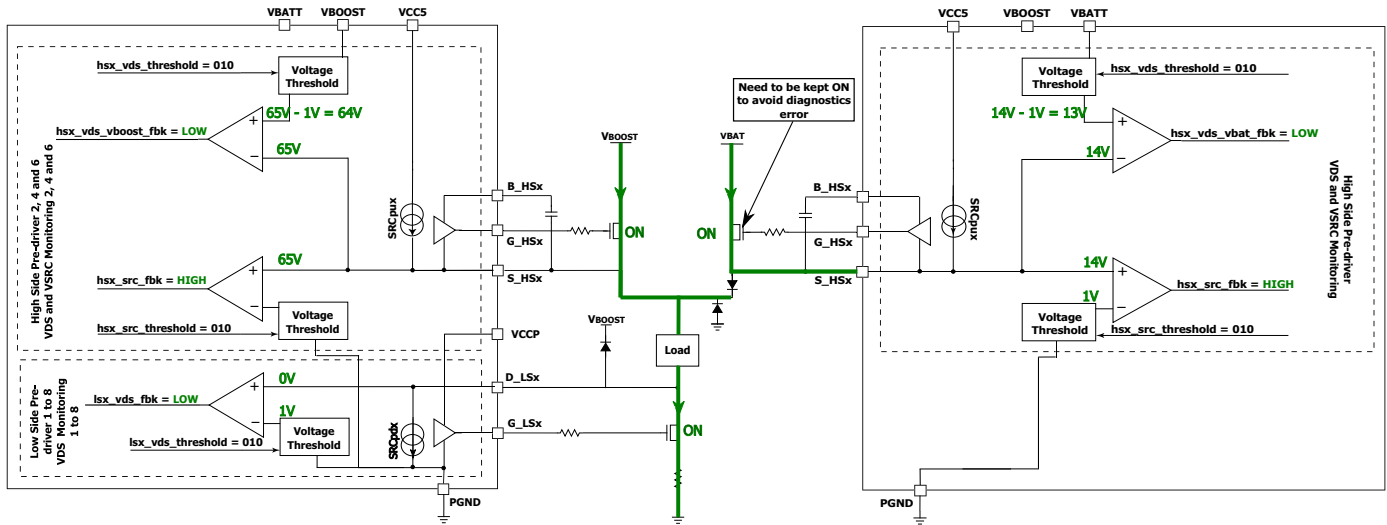 VBATT
VBOOST
VCC5
hsx_vds_threshold = 010
Voltage
Threshold
65V - 1V = 64V
hsx_vds_vboost_fbk = LOW
+
−
65V
High Side Pre-driver 2, 4 and 6
VDS and VSRC Monitoring 2, 4 and 6
SRCpux
B_HSx
G_HSx
S_HSx
65V
+
−
hsx_src_fbk = HIGH
Voltage
Threshold
hsx_src_threshold = 010
VCCP
Low Side Pre-
driver 1 to 8
VDS Monitoring
1 to 8
0V
+
−
lsx_vds_fbk = LOW
1V
Voltage
Threshold
lsx_vds_threshold = 010
SRCpdx
D_LSx
G_LSx
PGND
VBOOST
ON
VBAT
ON
Need to be kept ON
to avoid diagnostics
error
VBOOST
Load
ON
VCC5
VBOOST
VBATT
Voltage
Threshold
hsx_vds_threshold = 010
14V - 1V = 13V
+
−
14V
hsx_vds_vbat_fbk = LOW
B_HSx
G_HSx
S_HSx
SRCpux
High Side Pre-driver
VDS and VSRC Monitoring
14V
+
−
1V
hsx_src_fbk = HIGH
Voltage
Threshold
hsx_src_threshold = 010
PGND